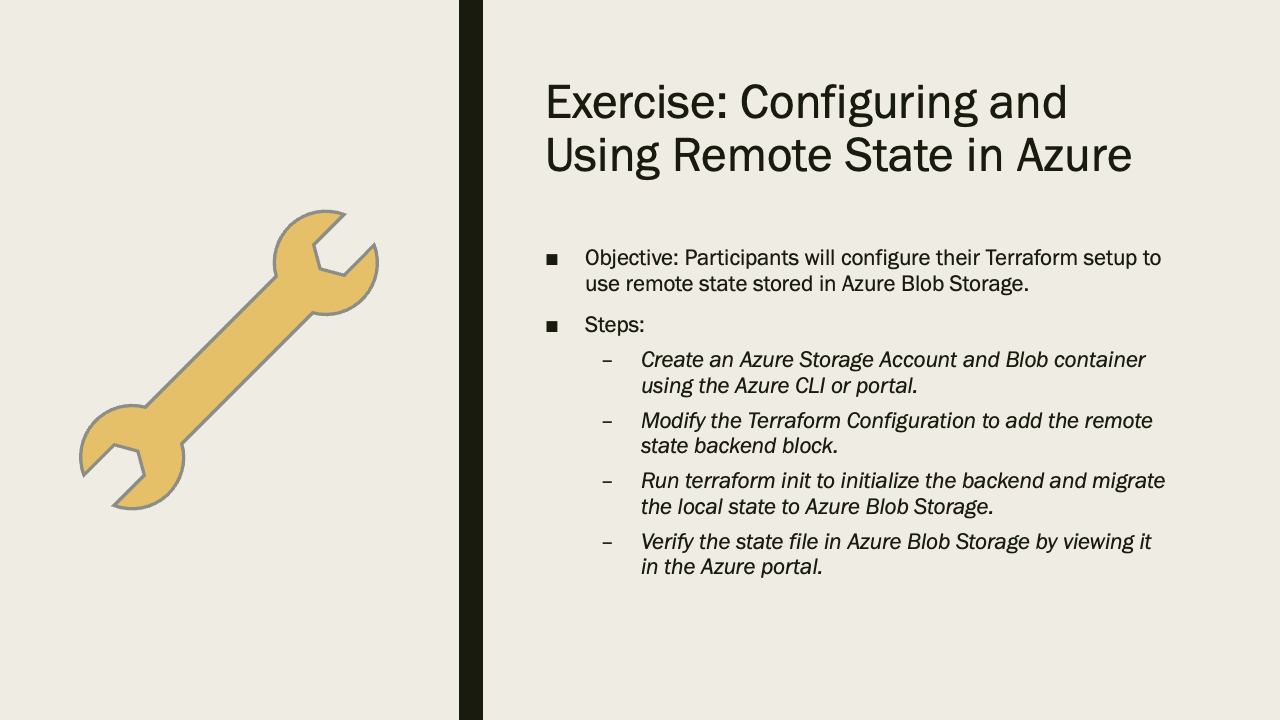 Exercise: Configuring and
Using Remote State in Azure
■ Objective: Participants will configure their Terraform setup to
use remote state stored in Azure Blob Storage.
■ Steps:
– Create an Azure Storage Account and Blob container
using the Azure CLI or portal.
– Modify the Terraform Configuration to add the remote
state backend block.
– Run terraform init to initialize the backend and migrate
the local state to Azure Blob Storage.
– Verify the state file in Azure Blob Storage by viewing it
in the Azure portal.